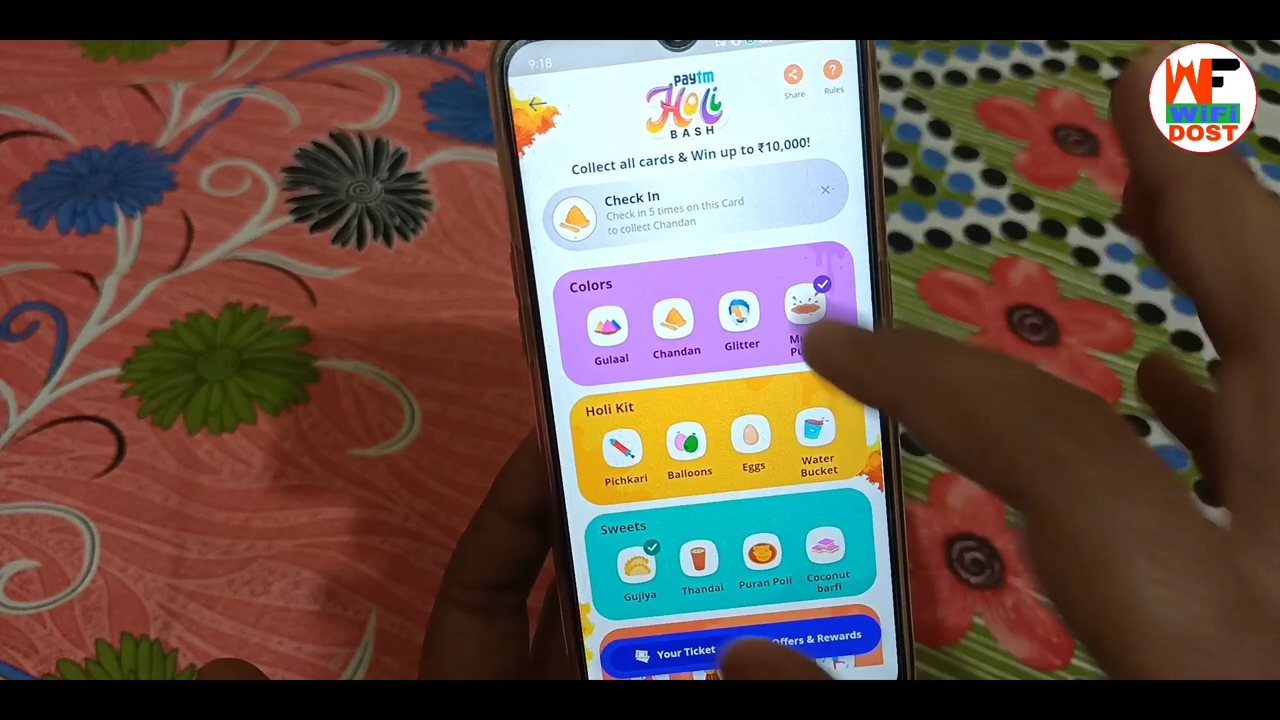 WF
WiFi
DOST
9:18
paytm
HOLI
BASH
Share
Rules
Collect all cards & Win up to ₹10,000!
Check In
Check in 5 times on this Card
to collect Chandan
Colors
Gulaal
Chandan
Glitter
Holi Kit
Pichkari
Balloons
Eggs
Water
Bucket
Sweets
Gujiya
Thandai
Puran Poli
Coconut
barfi
Your Ticket
Offers & Rewards